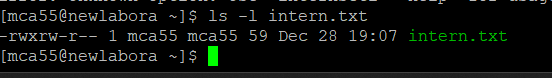 [mca55@newlabora ~]$ ls -l intern.txt
-rwxrw-r-- 1 mca55 mca55 59 Dec 28 19:07 intern.txt
[mca55@newlabora ~]$